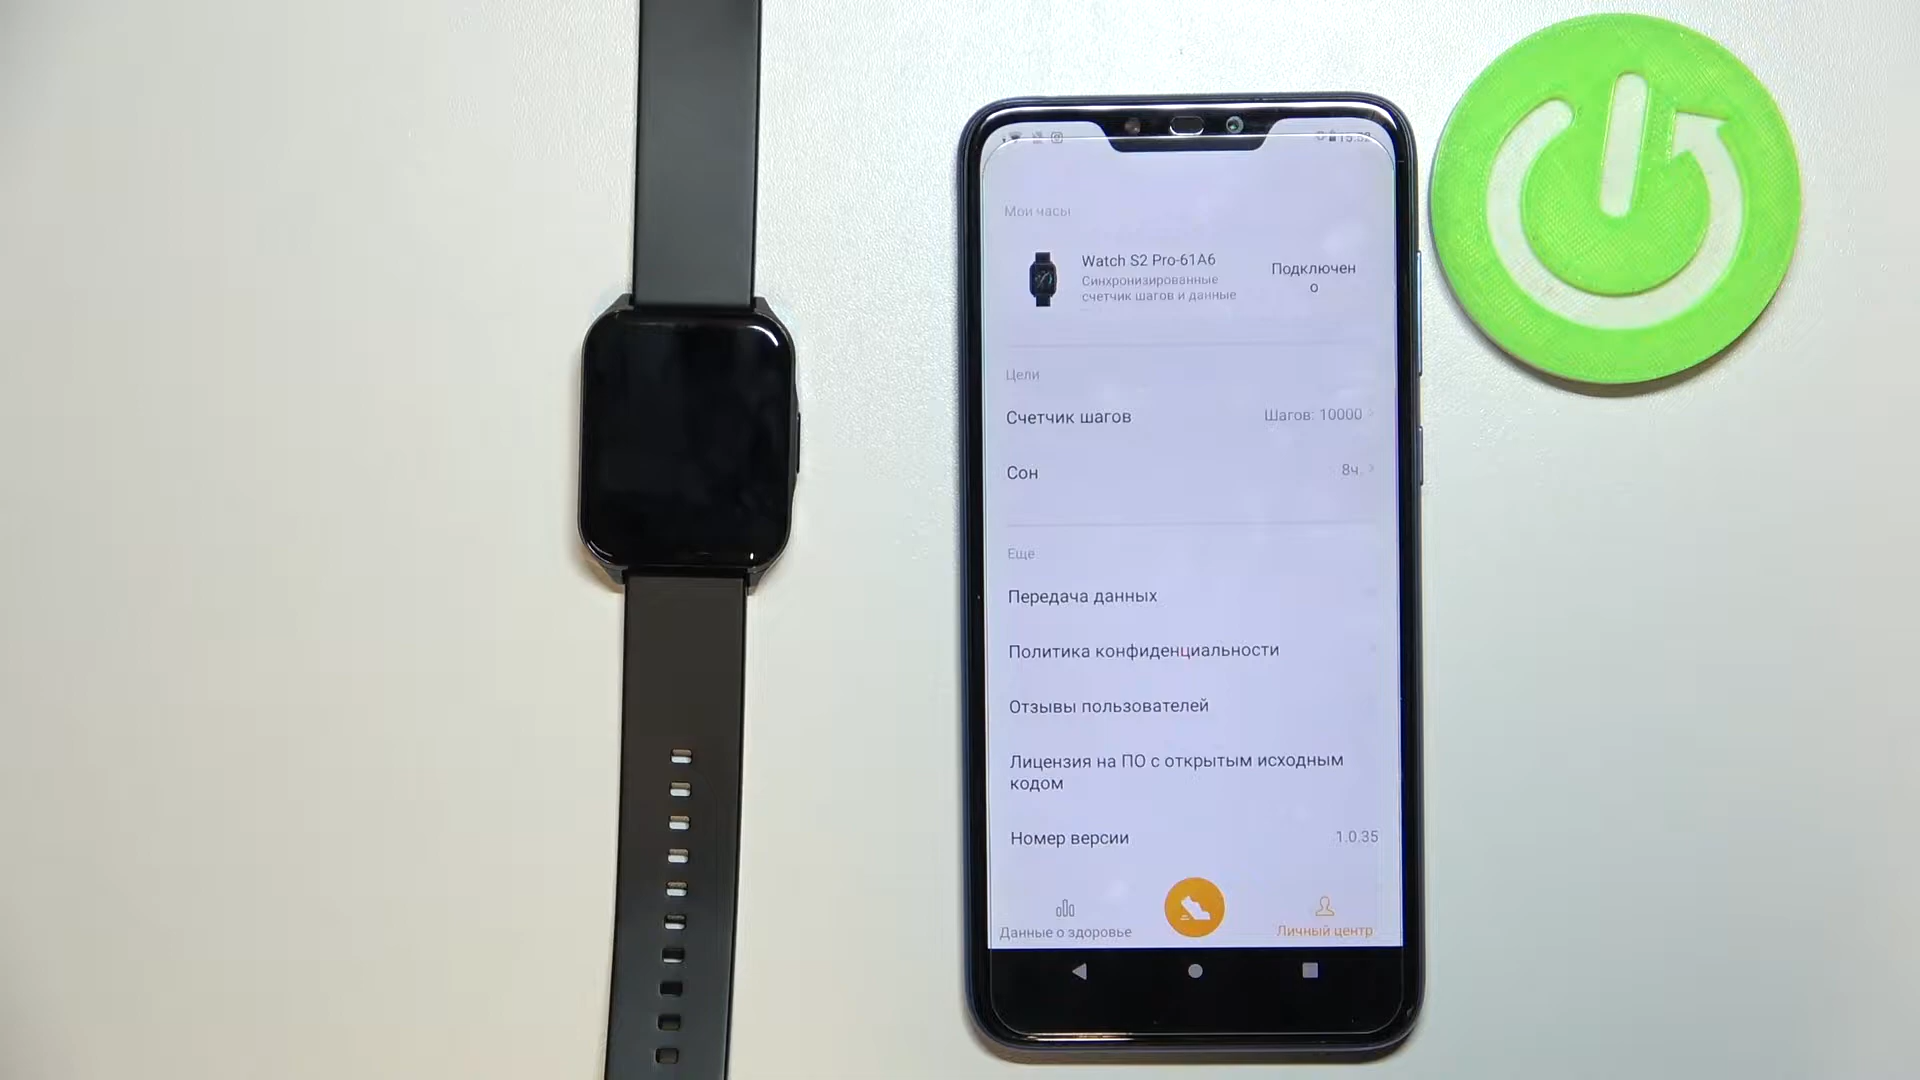 Мои часы
Watch S2 Pro-61A6
Синхронизированные
счетчик шагов и данные
Подключен
о
Цели
Счетчик шагов
Шагов: 10000
Сон
8ч.
Еще
Передача данных
Политика конфиденциальности
Отзывы пользователей
Лицензия на ПО с открытым исходным
кодом
Номер версии
1.0.35
Данные о здоровье
Личный центр